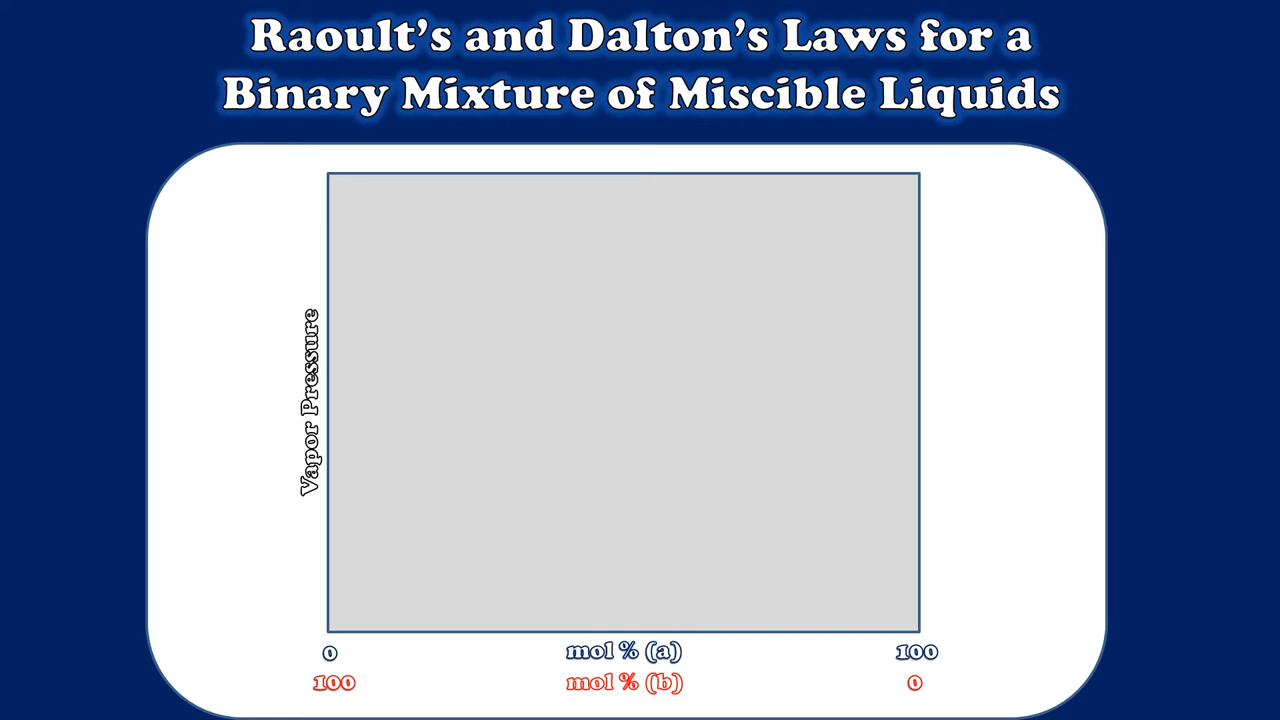 Raoult’s and Dalton’s Laws for a
Binary Mixture of Miscible Liquids
Vapor Pressure
0 mol % (a) 100
100 mol % (b) 0